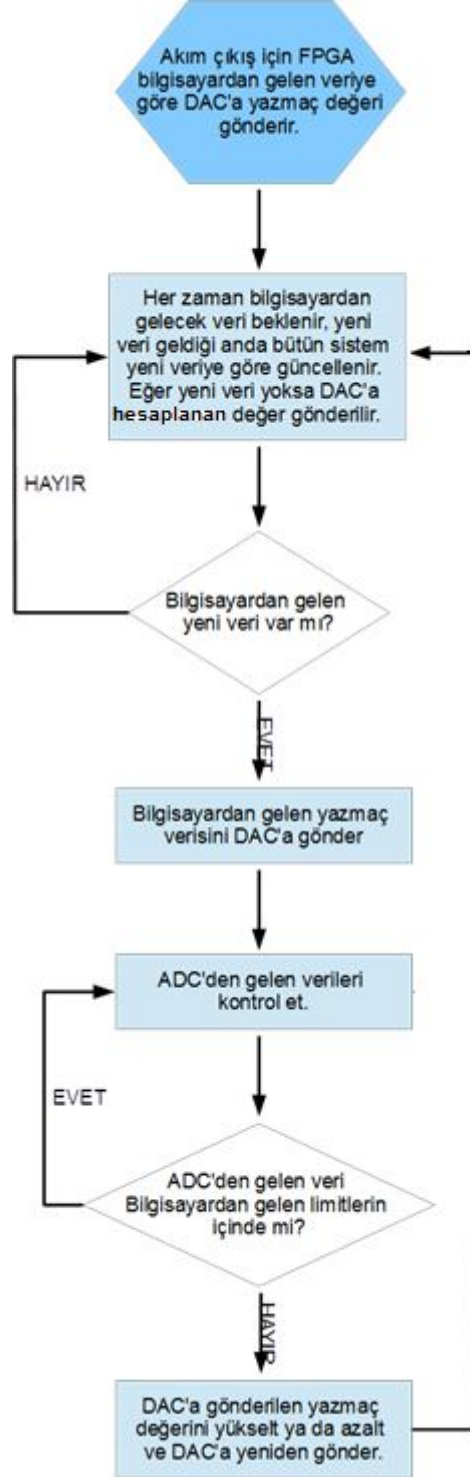 Akım çıkış için FPGA
bilgisayardan gelen veriye
göre DAC'a yazmaç değeri
gönderir.
Her zaman bilgisayardan
gelecek veri beklenir, yeni
veri geldiği anda bütün sistem
yeni veriye göre güncellenir.
Eğer yeni veri yoksa DAC'a
hesaplanan değer gönderilir.
HAYIR
Bilgisayardan gelen
yeni veri var mı?
EVET
Bilgisayardan gelen yazmaç
verisini DAC'a gönder
ADC'den gelen verileri
kontrol et.
EVET
ADC'den gelen veri
Bilgisayardan gelen limitlerin
içinde mi?
HAYIR
DAC'a gönderilen yazmaç
değerini yükselt ya da azalt
ve DAC'a yeniden gönder.